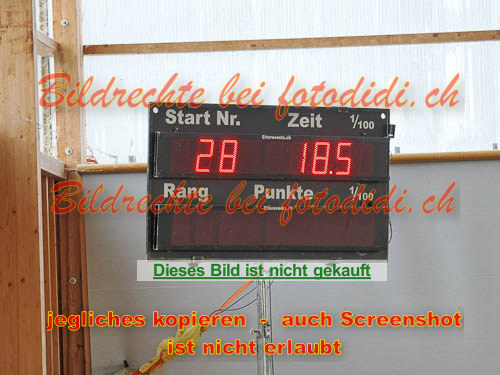 Bildrechte bei fotodidi.ch
Start Nr. Zeit 1/100
28 18.5
Rang Punkte 1/100
Bildrechte bei fotodidi.ch
Dieses Bild ist nicht gekauft
jegliches kopieren - auch Screenshot
ist nicht erlaubt